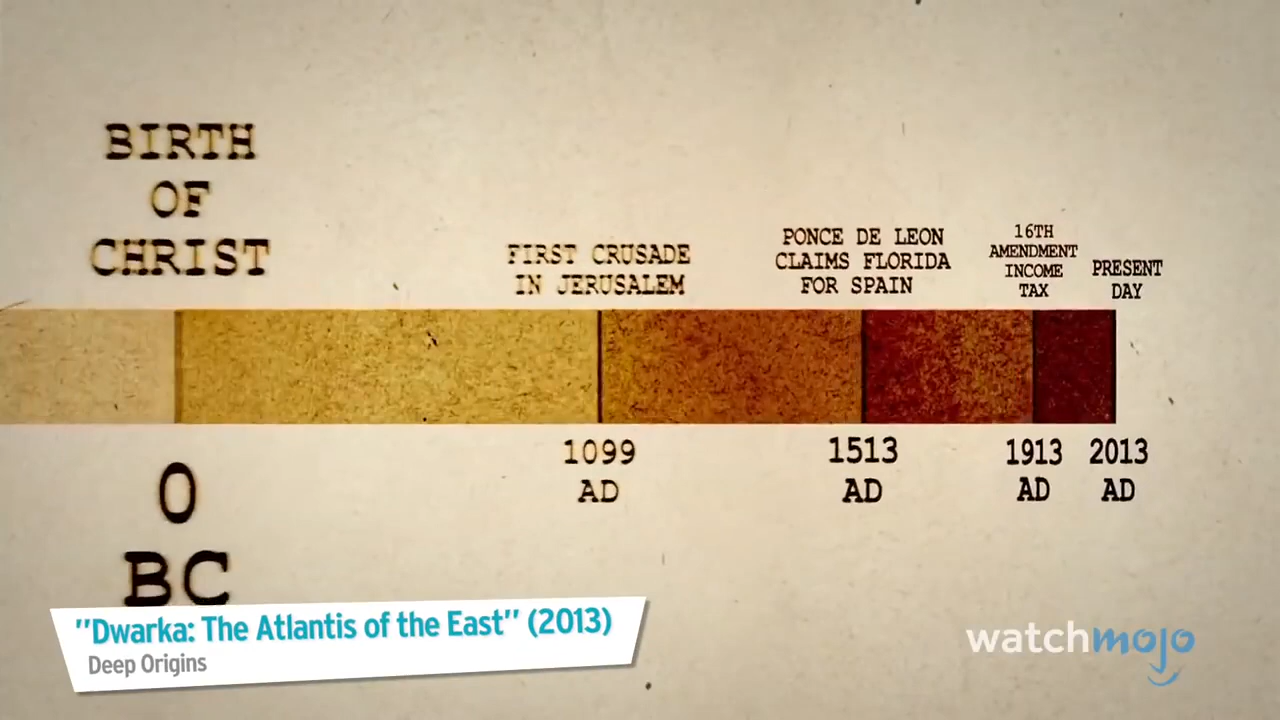 BIRTH
OF
CHRIST
FIRST CRUSADE
IN JERUSALEM
PONCE DE LEON
CLAIMS FLORIDA
FOR SPAIN
16TH
AMENDMENT
INCOME
TAX
PRESENT
DAY
0
BC
1099
AD
1513
AD
1913
AD
2013
AD
"Dwarka: The Atlantis of the East" (2013)
Deep Origins
watchmojo